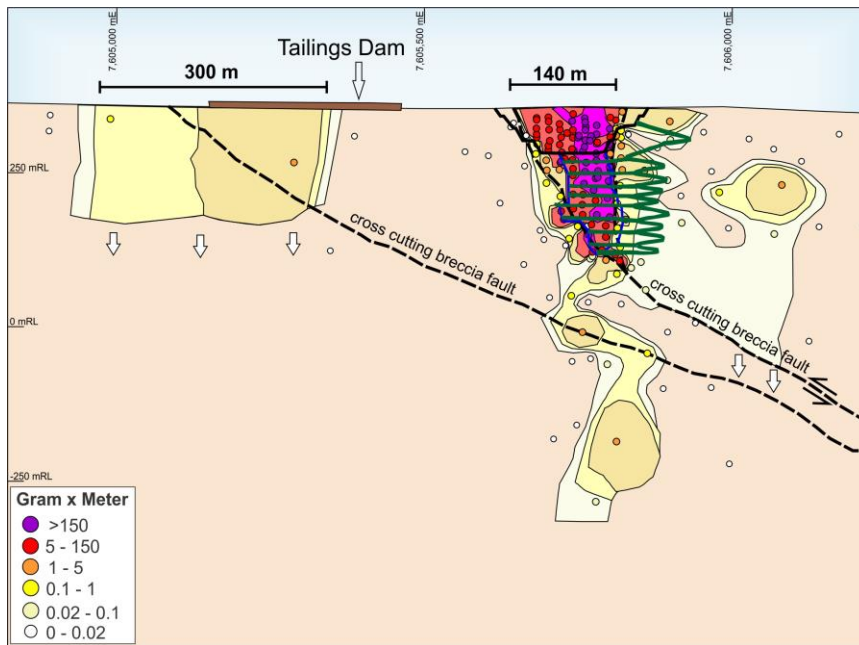 7,605,000 mE
7,605,500 mE
7,606,000 mE
Tailings Dam
300 m
140 m
250 mRL
cross cutting breccia fault
cross cutting breccia fault
0 mRL
-250 mRL
Gram x Meter
>150
5 - 150
1 - 5
0.1 - 1
0.02 - 0.1
0 - 0.02